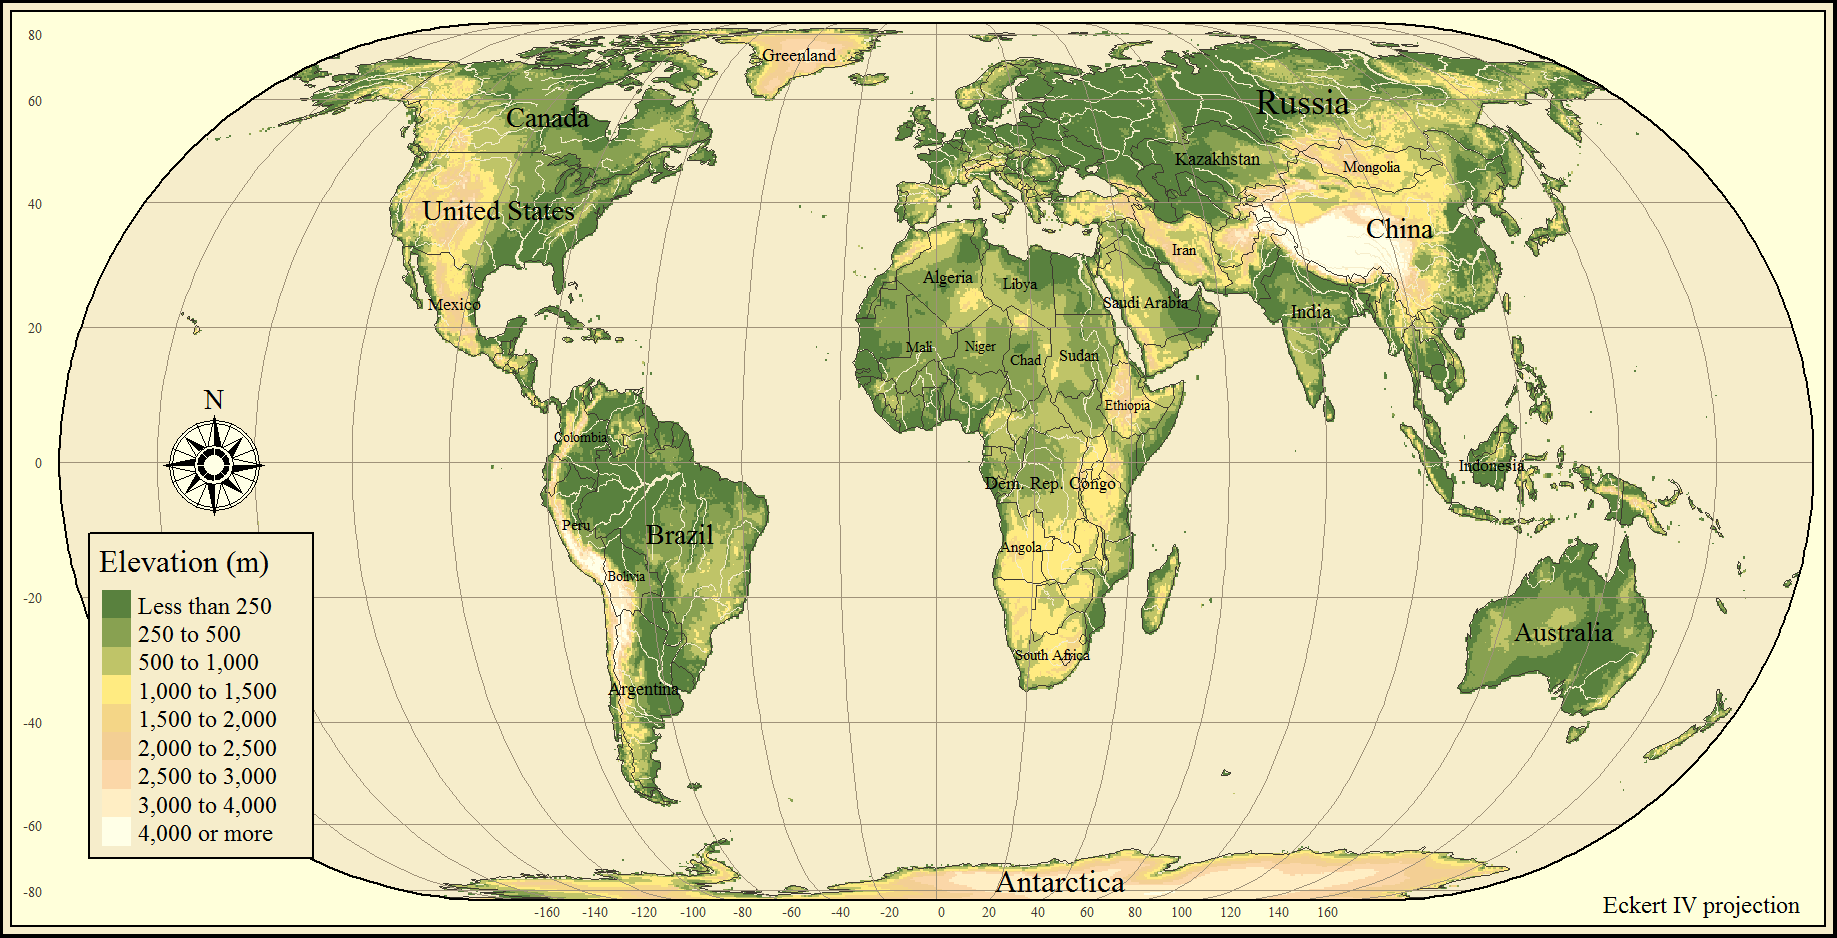 80
60
40
20
0
-20
-40
-60
-80
Greenland
Canada
Russia
Kazakhstan
Mongolia
United States
China
Iran
Algeria
Libya
Mexico
Saudi Arabia
India
Mali
Niger
Chad
Sudan
N
Ethiopia
Colombia
Indonesia
Dem. Rep. Congo
Peru
Brazil
Angola
Bolivia
Australia
South Africa
Argentina
Elevation (m)
Less than 250
250 to 500
500 to 1,000
1,000 to 1,500
1,500 to 2,000
2,000 to 2,500
2,500 to 3,000
3,000 to 4,000
4,000 or more
Antarctica
-160 -140 -120 -100 -80 -60 -40 -20 0 20 40 60 80 100 120 140 160
Eckert IV projection